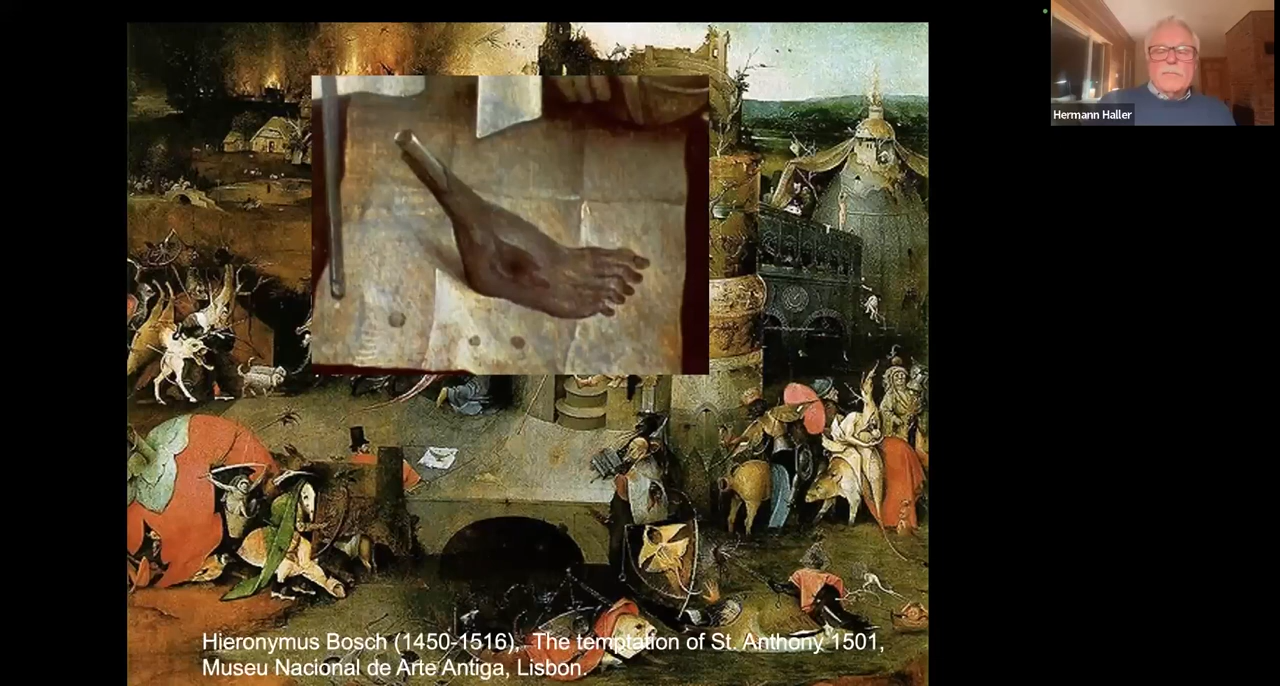 Hermann Haller
Hieronymus Bosch (1450-1516), The temptation of St. Anthony 1501,
Museu Nacional de Arte Antiga, Lisbon.